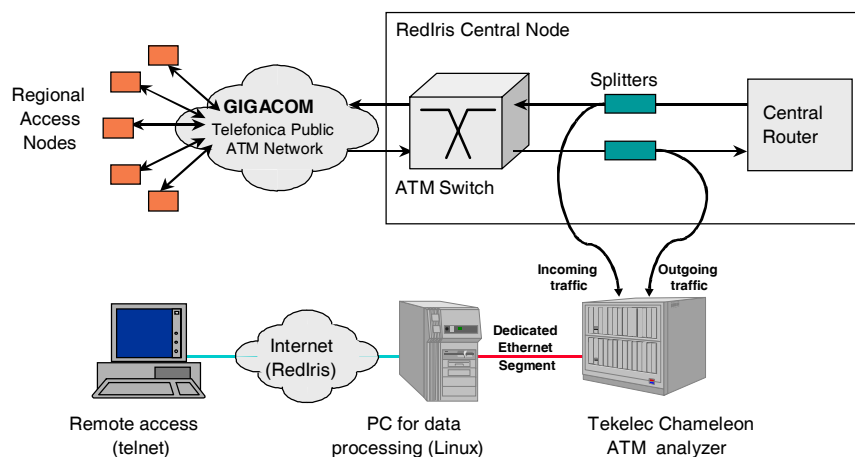 RedIris Central Node
Splitters
Regional
Access
Nodes
GIGACOM
Telefonica Public
ATM Network
Central
Router
ATM Switch
Incoming
traffic
Outgoing
traffic
Internet
(RedIris)
Dedicated
Ethernet
Segment
Remote access
(telnet)
PC for data
processing (Linux)
Tekelec Chameleon
ATM analyzer